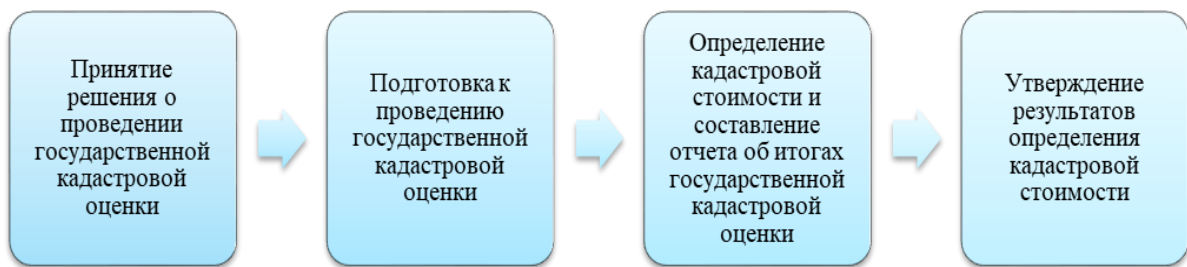 Принятие
решения о
проведении
государственной
кадастровой
оценки
Подготовка к
проведению
государственной
кадастровой оценки
Определение
кадастровой
стоимости и
составление
отчета об итогах
государственной
кадастровой
оценки
Утверждение
результатов
определения
кадастровой
стоимости